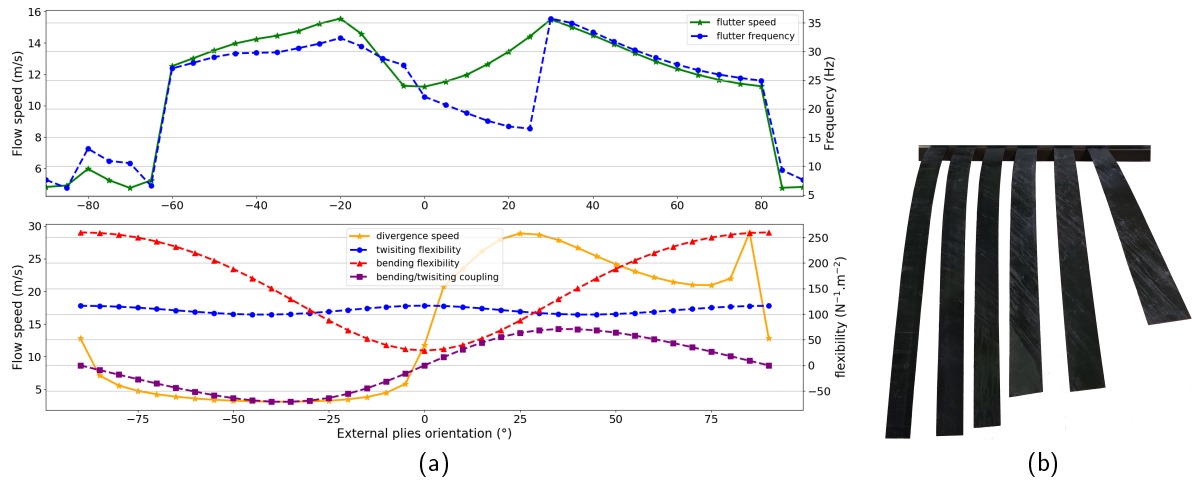 16
14
12
10
8
6
Flow speed (m/s)
flutter speed
flutter frequency
35
30
25
20
15
10
5
Frequency (Hz)
−80 −60 −40 −20 0 20 40 60 80
30
25
20
15
10
5
Flow speed (m/s)
divergence speed
twisiting flexibility
bending flexibility
bending/twisiting coupling
250
200
150
100
50
0
−50
flexibility (N⁻¹.m⁻²)
−75 −50 −25 0 25 50 75
External plies orientation (°)
(a) (b)